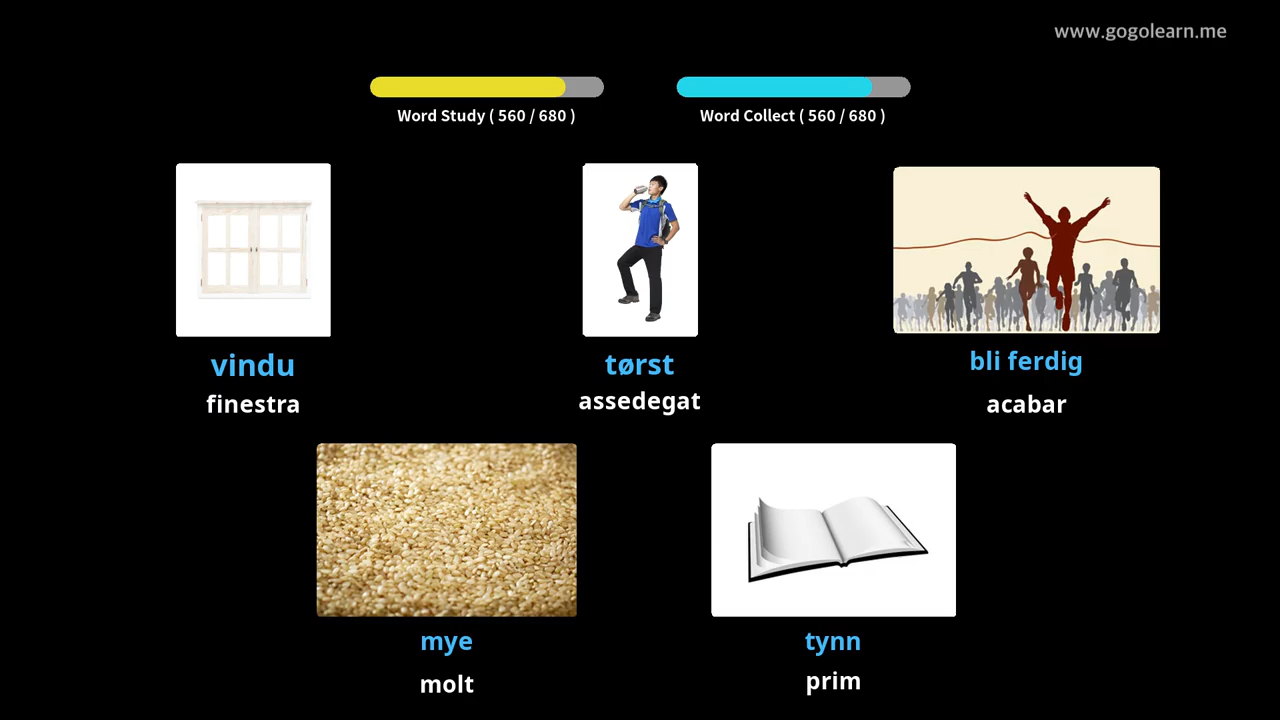 www.gogolearn.me
Word Study ( 560 / 680 )
Word Collect ( 560 / 680 )
vindu
finestra
tørst
assedegat
bli ferdig
acabar
mye
molt
tynn
prim